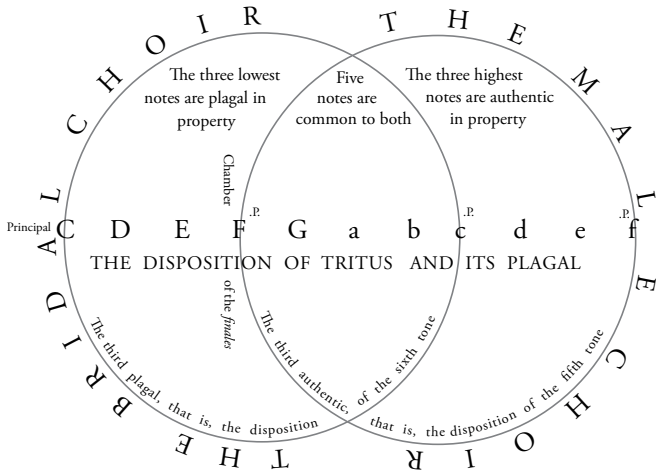 THE BRIDAL CHOIR
THE MALE CHOIR
The three lowest
notes are plagal in
property
Five
notes are
common to both
The three highest
notes are authentic
in property
Chamber
of the finales
Principal
C D E F G a b c d e f
.P. .P. .P.
THE DISPOSITION OF TRITUS AND ITS PLAGAL
The third plagal, that is, the disposition of the sixth tone
The third authentic, that is, the disposition of the fifth tone